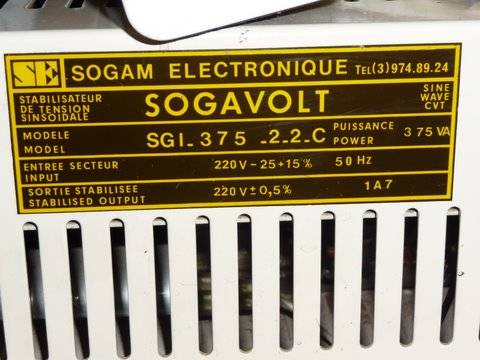 SE SOGAM ELECTRONIQUE TEL(3)974.89.24
STABILISATEUR
DE TENSION
SINSOIDALE
SOGAVOLT
SINE
WAVE
CVT
MODELE
MODEL
SGI-375-2-2-C
PUISSANCE
POWER
375 VA
ENTREE SECTEUR
INPUT
220V-25+15% 50 Hz
SORTIE STABILISEE
STABILISED OUTPUT
220V±0,5% 1A7